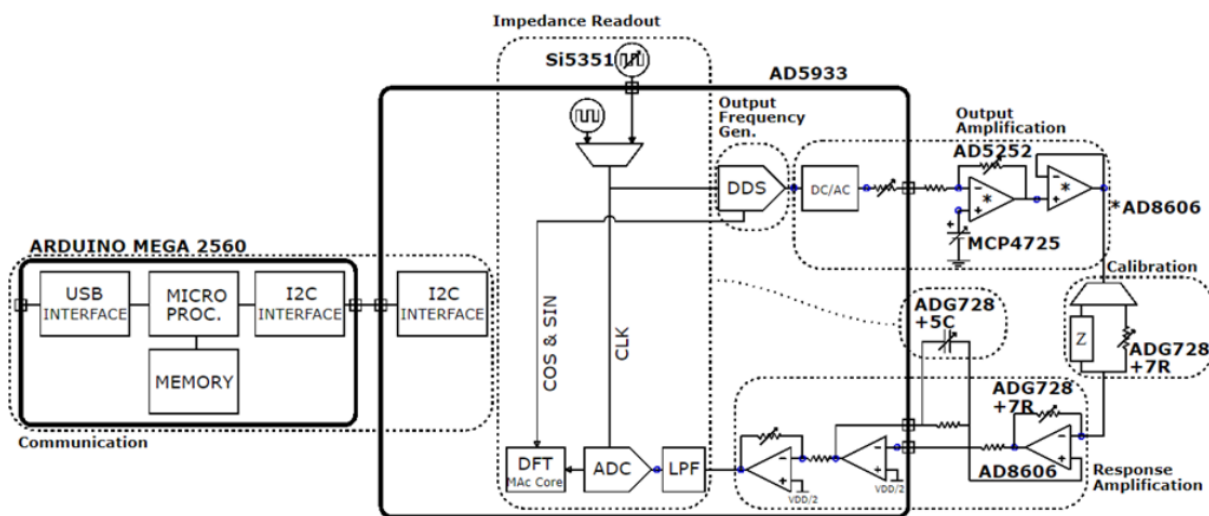 Impedance Readout
Si5351
AD5933
Output
Frequency
Gen.
Output
Amplification
AD5252
DDS
DC/AC
*
*
*AD8606
MCP4725
ARDUINO MEGA 2560
USB
INTERFACE
MICRO
PROC.
I2C
INTERFACE
I2C
INTERFACE
MEMORY
Communication
COS & SIN
CLK
Calibration
ADG728
+5C
Z
ADG728
+7R
ADG728
+7R
AD8606
Response
Amplification
DFT
MAc Core
ADC
LPF
VDD/2
VDD/2